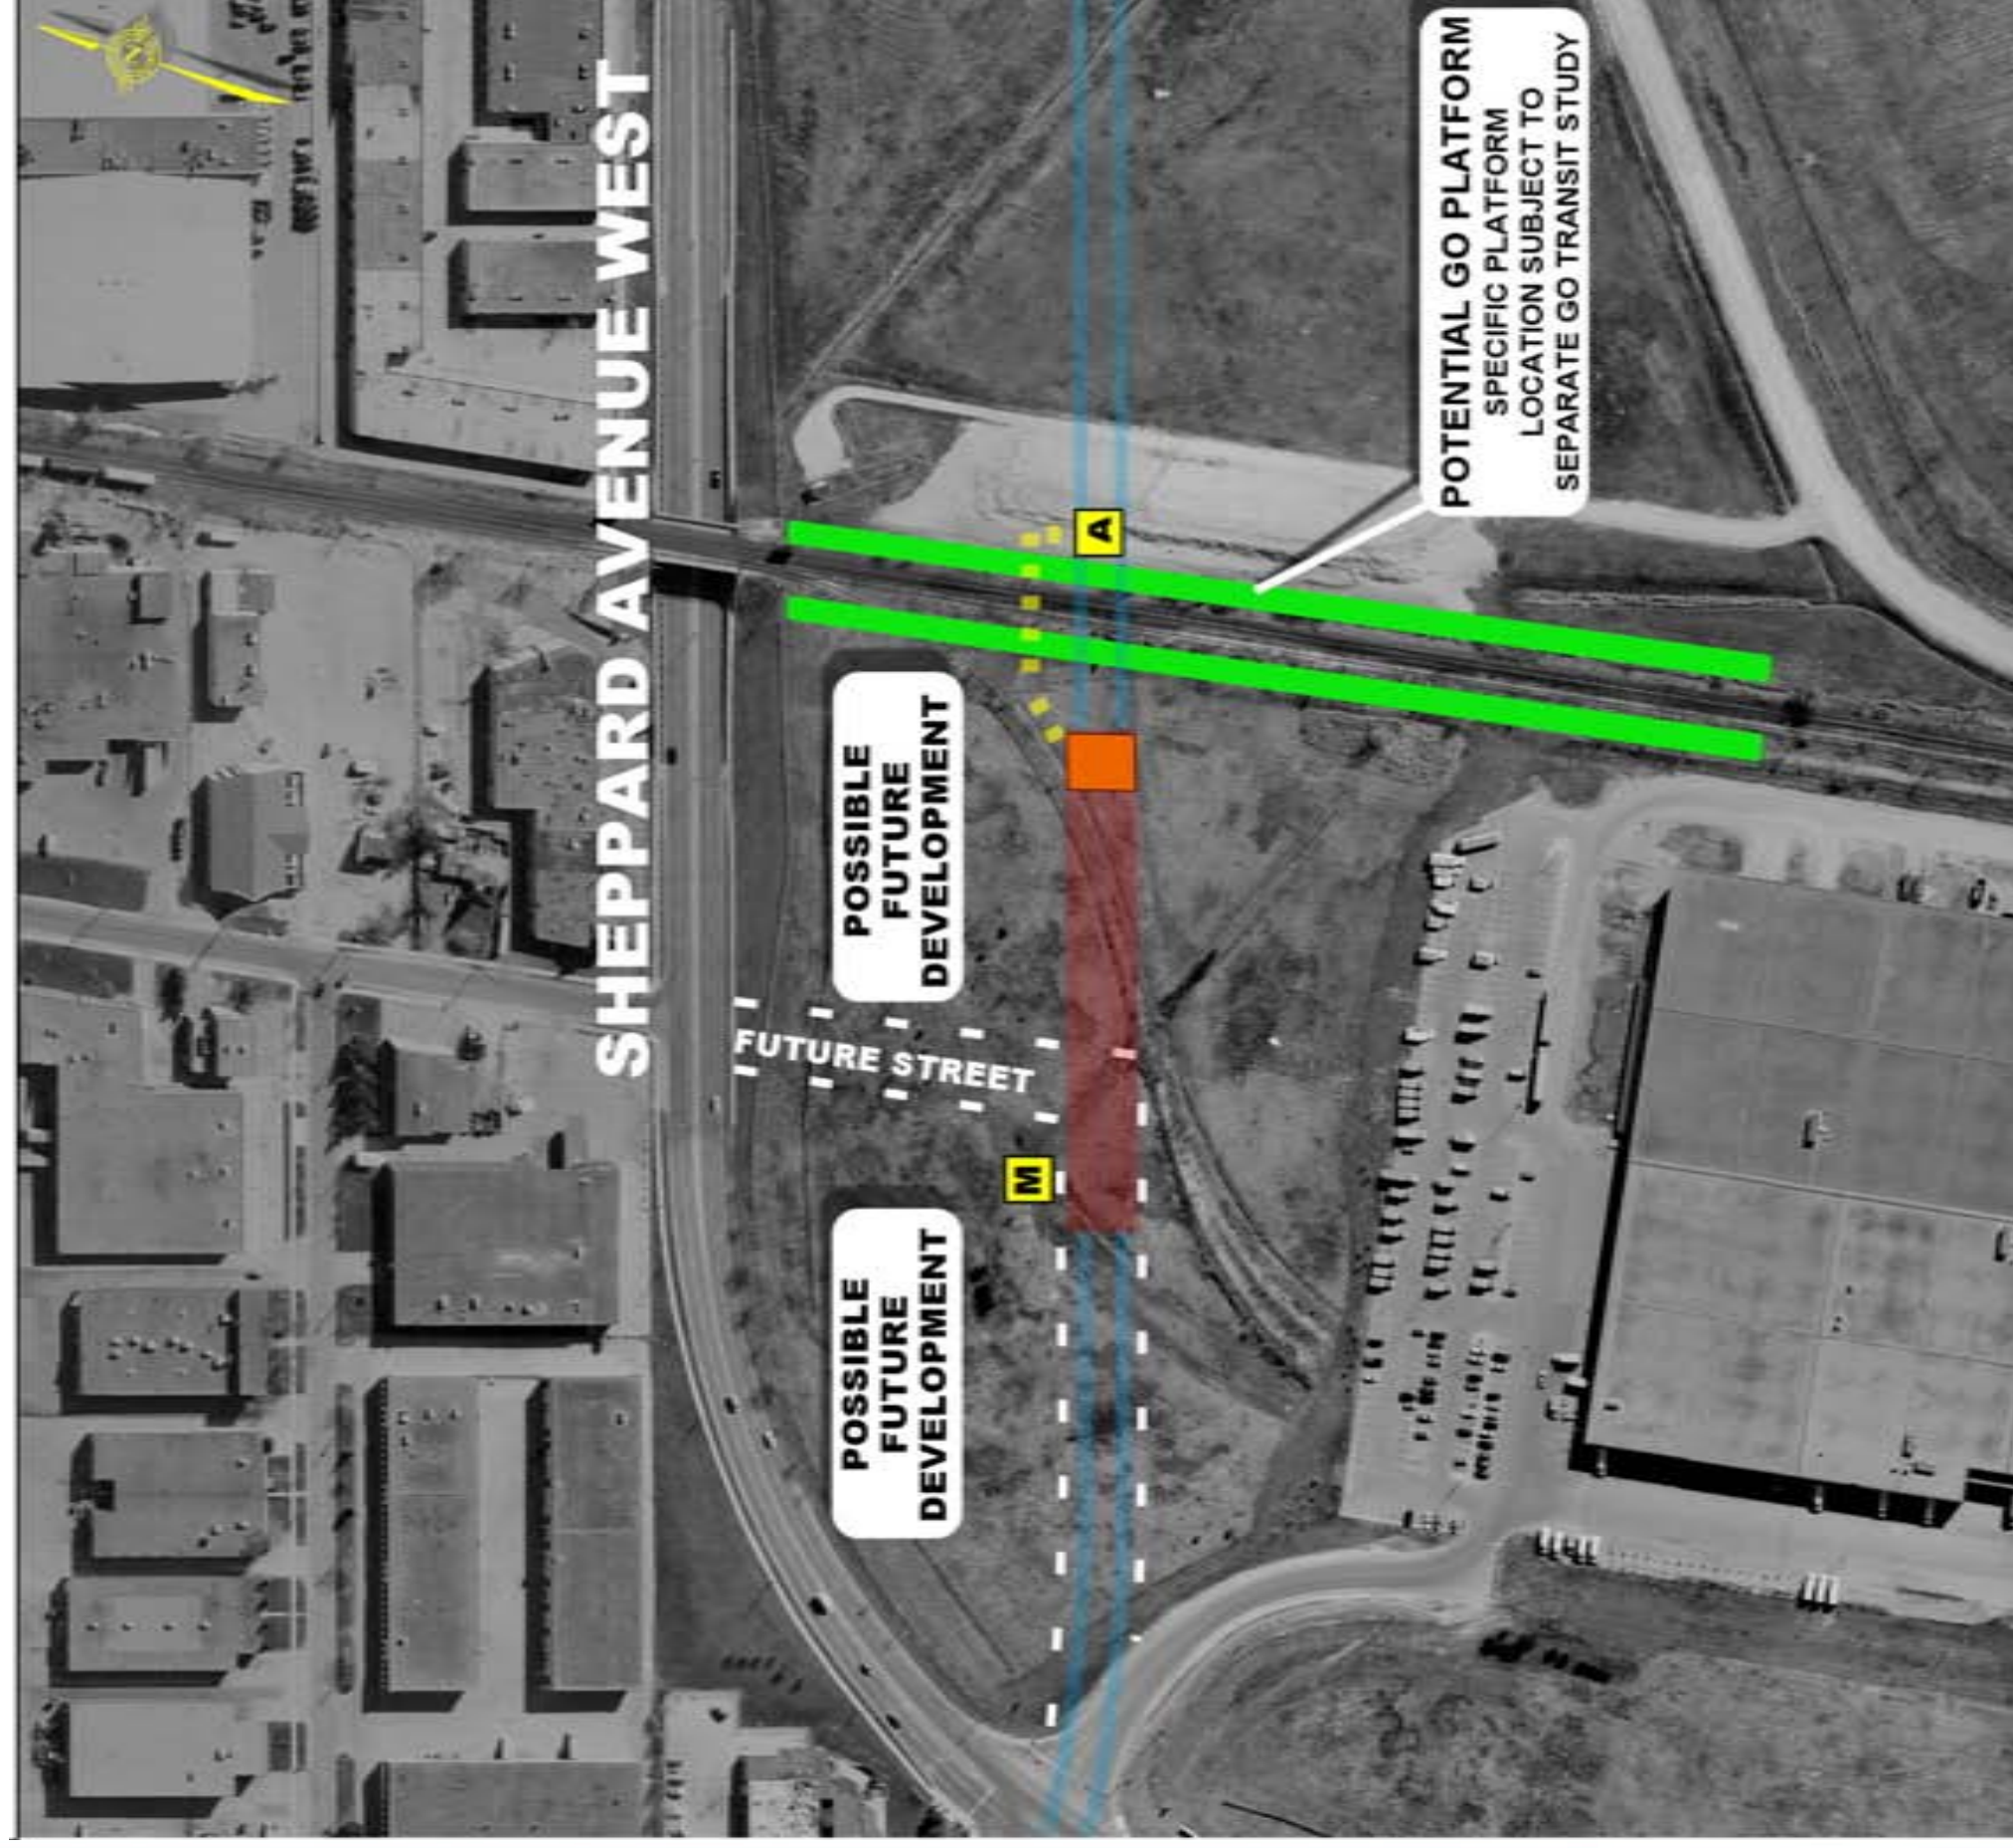 SHEPPARD AVENUE WEST
POTENTIAL GO PLATFORM
SPECIFIC PLATFORM
LOCATION SUBJECT TO
SEPARATE GO TRANSIT STUDY
A
POSSIBLE
FUTURE
DEVELOPMENT
FUTURE STREET
M
POSSIBLE
FUTURE
DEVELOPMENT
N